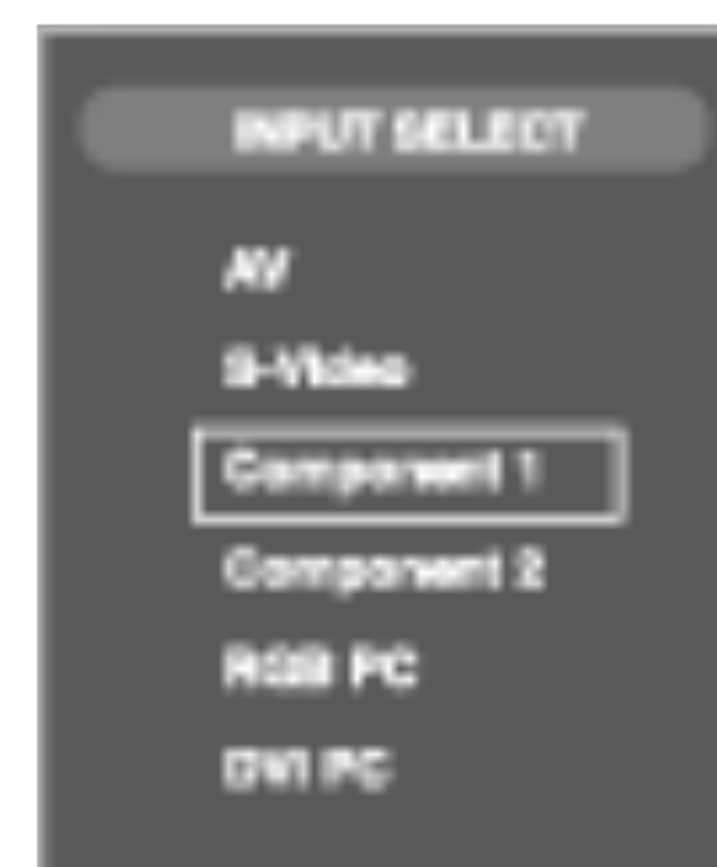 INPUT SELECT
AV
S-Video
Component 1
Component 2
RGB PC
DVI PC